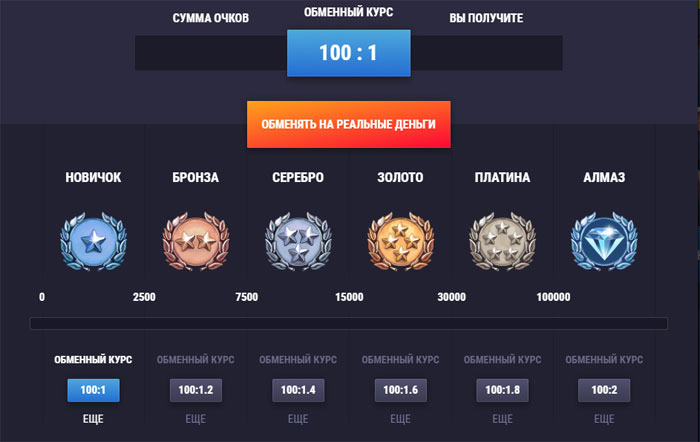 СУММА ОЧКОВ
ОБМЕННЫЙ КУРС
ВЫ ПОЛУЧИТЕ
100 : 1
ОБМЕНЯТЬ НА РЕАЛЬНЫЕ ДЕНЬГИ
НОВИЧОК БРОНЗА СЕРЕБРО ЗОЛОТО ПЛАТИНА АЛМАЗ
0 2500 7500 15000 30000 100000
ОБМЕННЫЙ КУРС ОБМЕННЫЙ КУРС ОБМЕННЫЙ КУРС ОБМЕННЫЙ КУРС ОБМЕННЫЙ КУРС ОБМЕННЫЙ КУРС
100:1 100:1.2 100:1.4 100:1.6 100:1.8 100:2
ЕЩЕ ЕЩЕ ЕЩЕ ЕЩЕ ЕЩЕ ЕЩЕ